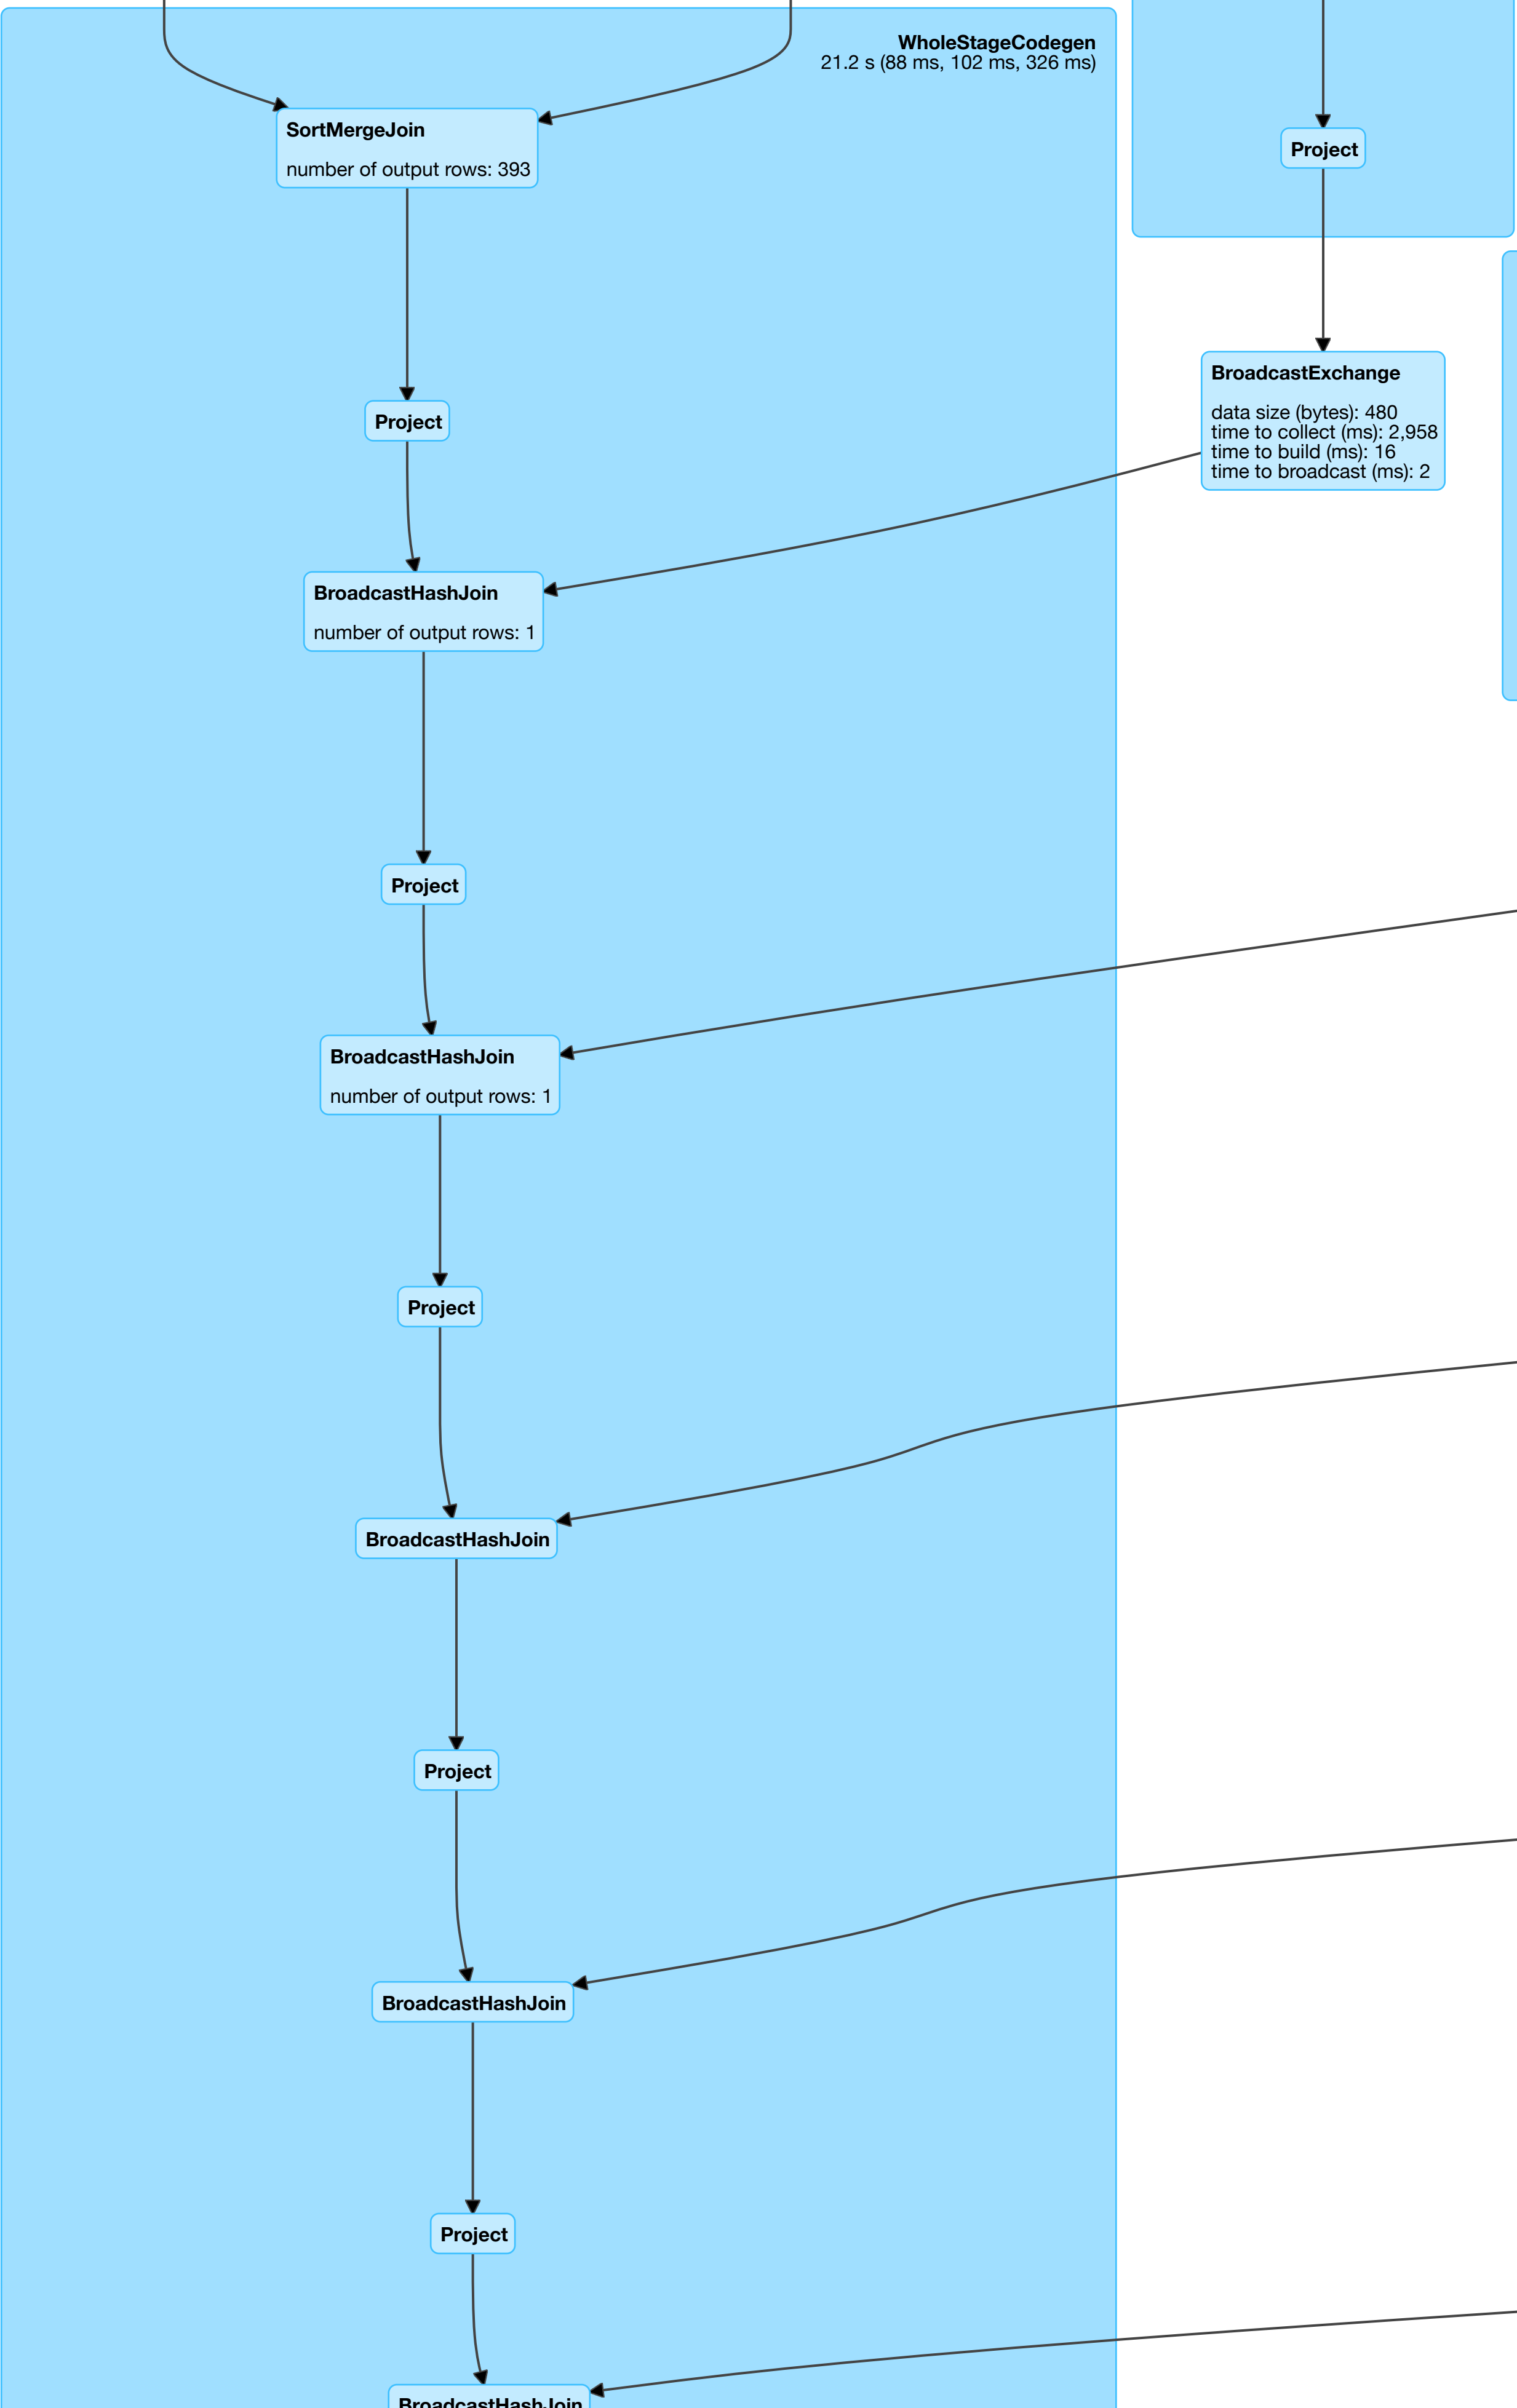 WholeStageCodegen
21.2 s (88 ms, 102 ms, 326 ms)
SortMergeJoin
number of output rows: 393
Project
Project
BroadcastExchange
data size (bytes): 480
time to collect (ms): 2,958
time to build (ms): 16
time to broadcast (ms): 2
BroadcastHashJoin
number of output rows: 1
Project
BroadcastHashJoin
number of output rows: 1
Project
BroadcastHashJoin
Project
BroadcastHashJoin
Project
BroadcastHashJoin